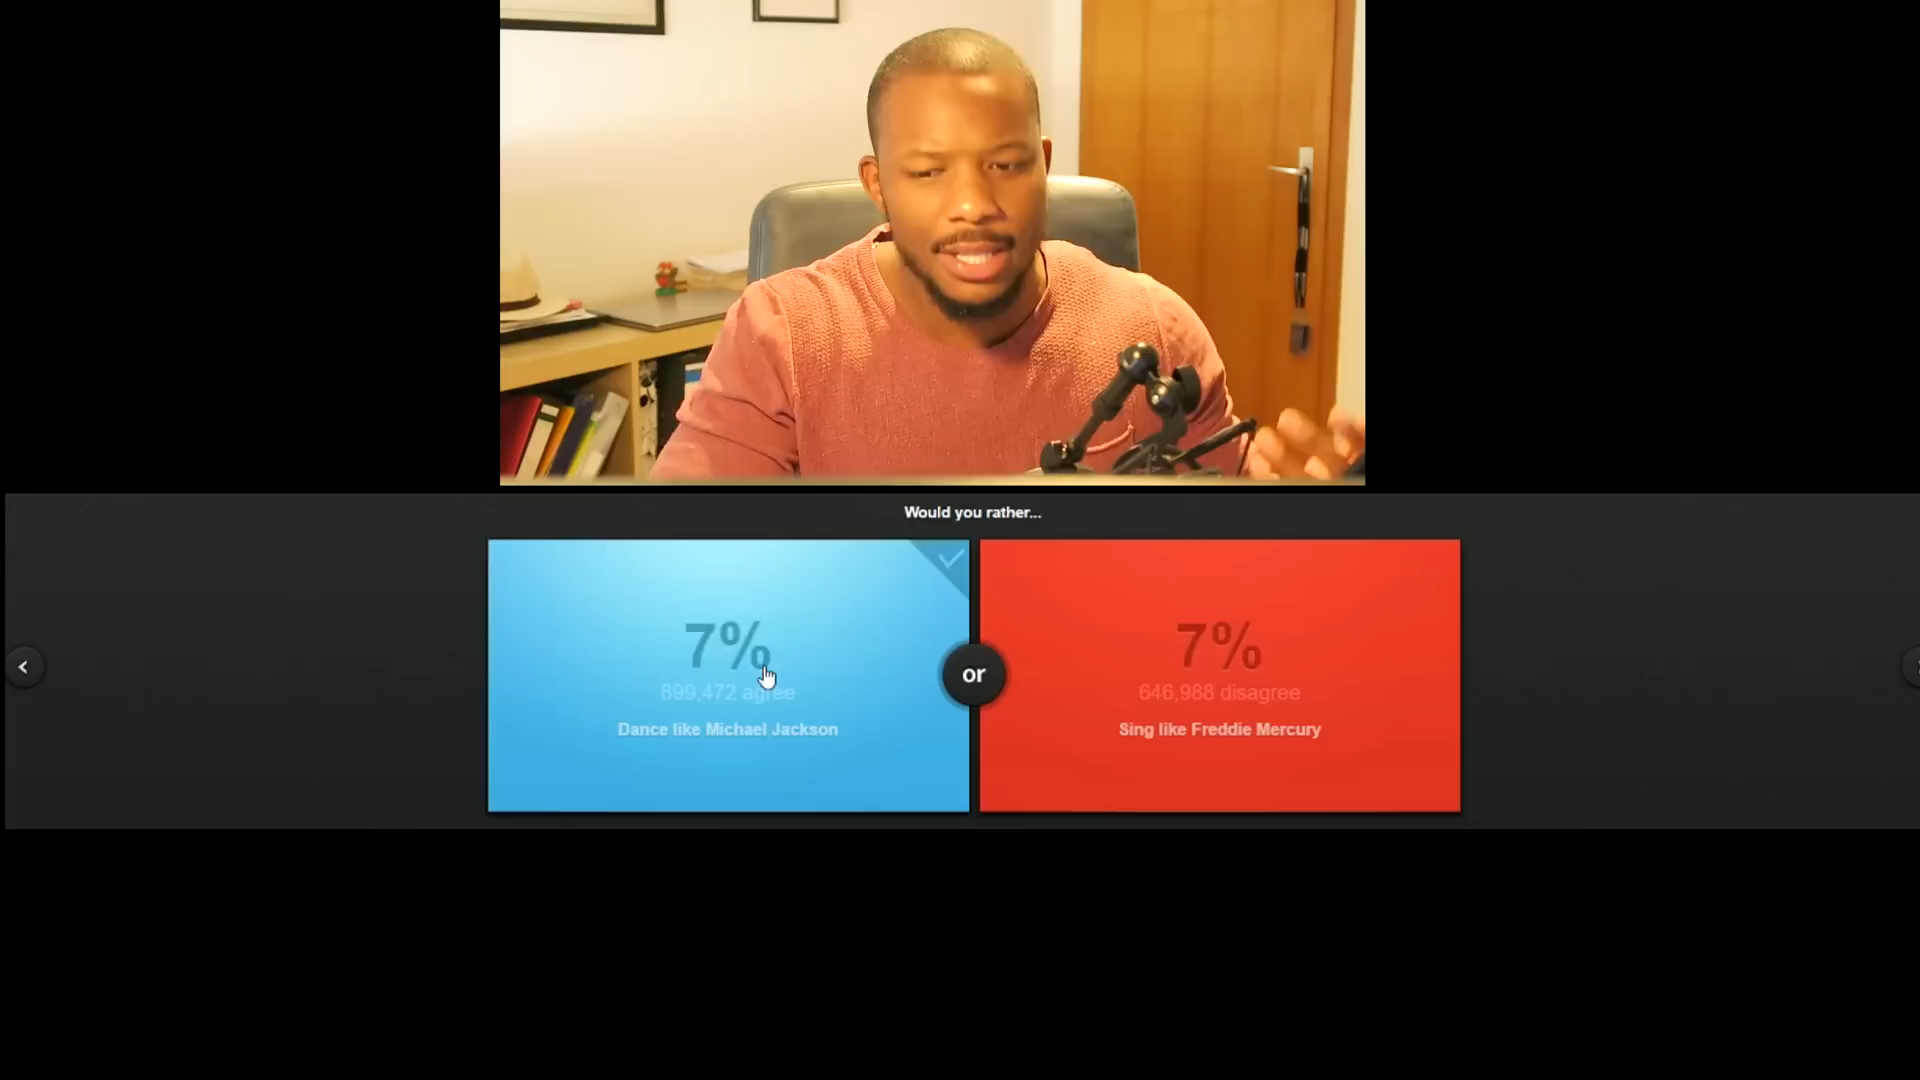 Would you rather...
7%
899,472 agree
Dance like Michael Jackson
or
7%
646,988 disagree
Sing like Freddie Mercury